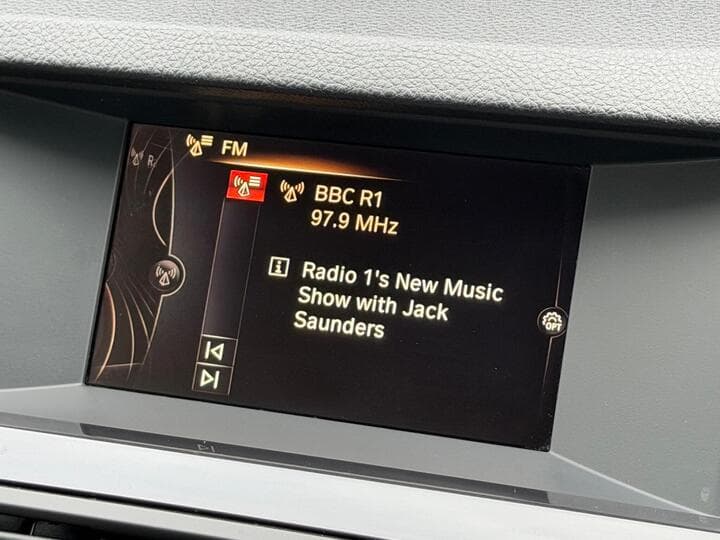 FM
R
BBC R1
97.9 MHz
Radio 1's New Music
Show with Jack
Saunders
OPT